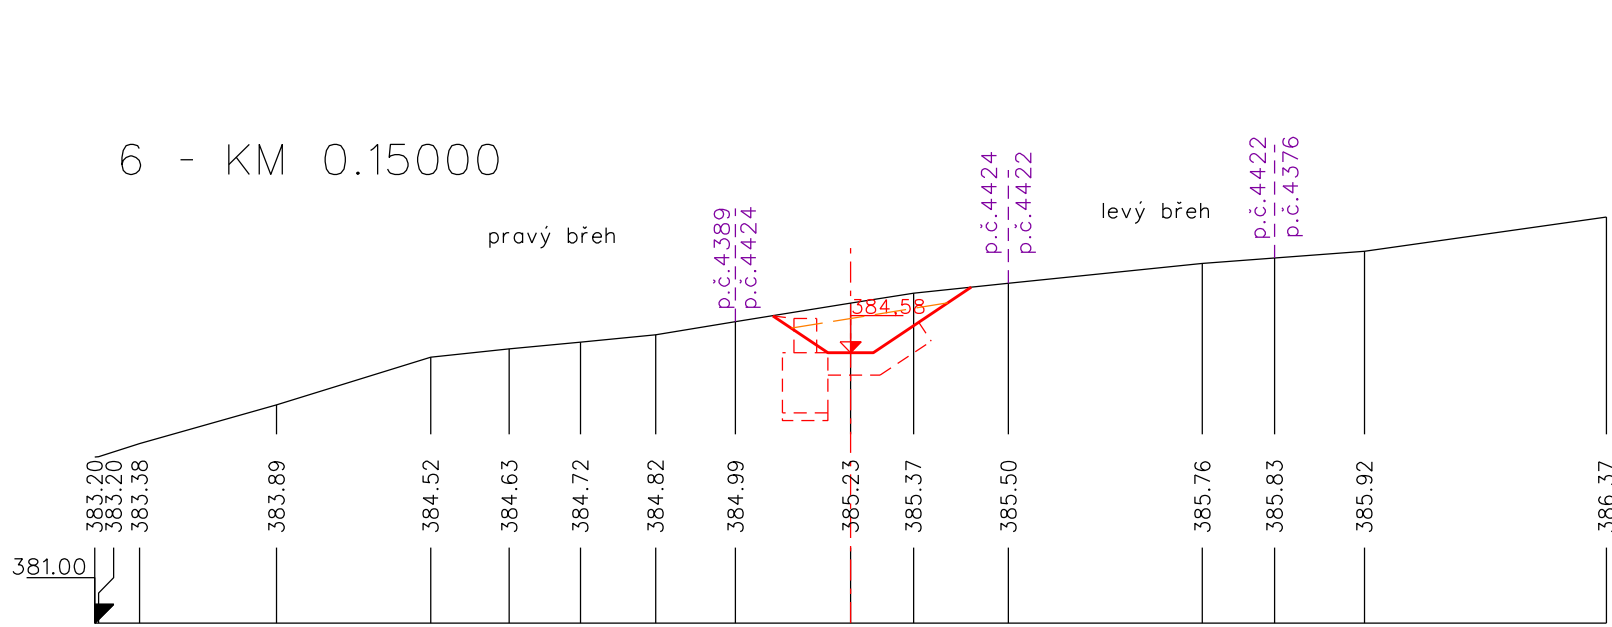 6 - KM 0.15000
pravý břeh
levý břeh
p.č.4389
p.č.4424
p.č.4424
p.č.4422
p.č.4422
p.č.4376
384.58
383.20
383.20
383.38
383.89
384.52
384.63
384.72
384.82
384.99
385.23
385.37
385.50
385.76
385.83
385.92
386.37
381.00